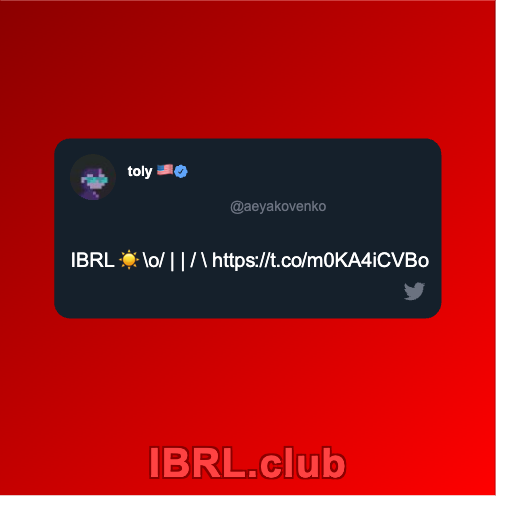 toly 🇺🇸
@aeyakovenko
IBRL ☀️ \o/ | | / \ https://t.co/m0KA4iCVBo
IBRL.club